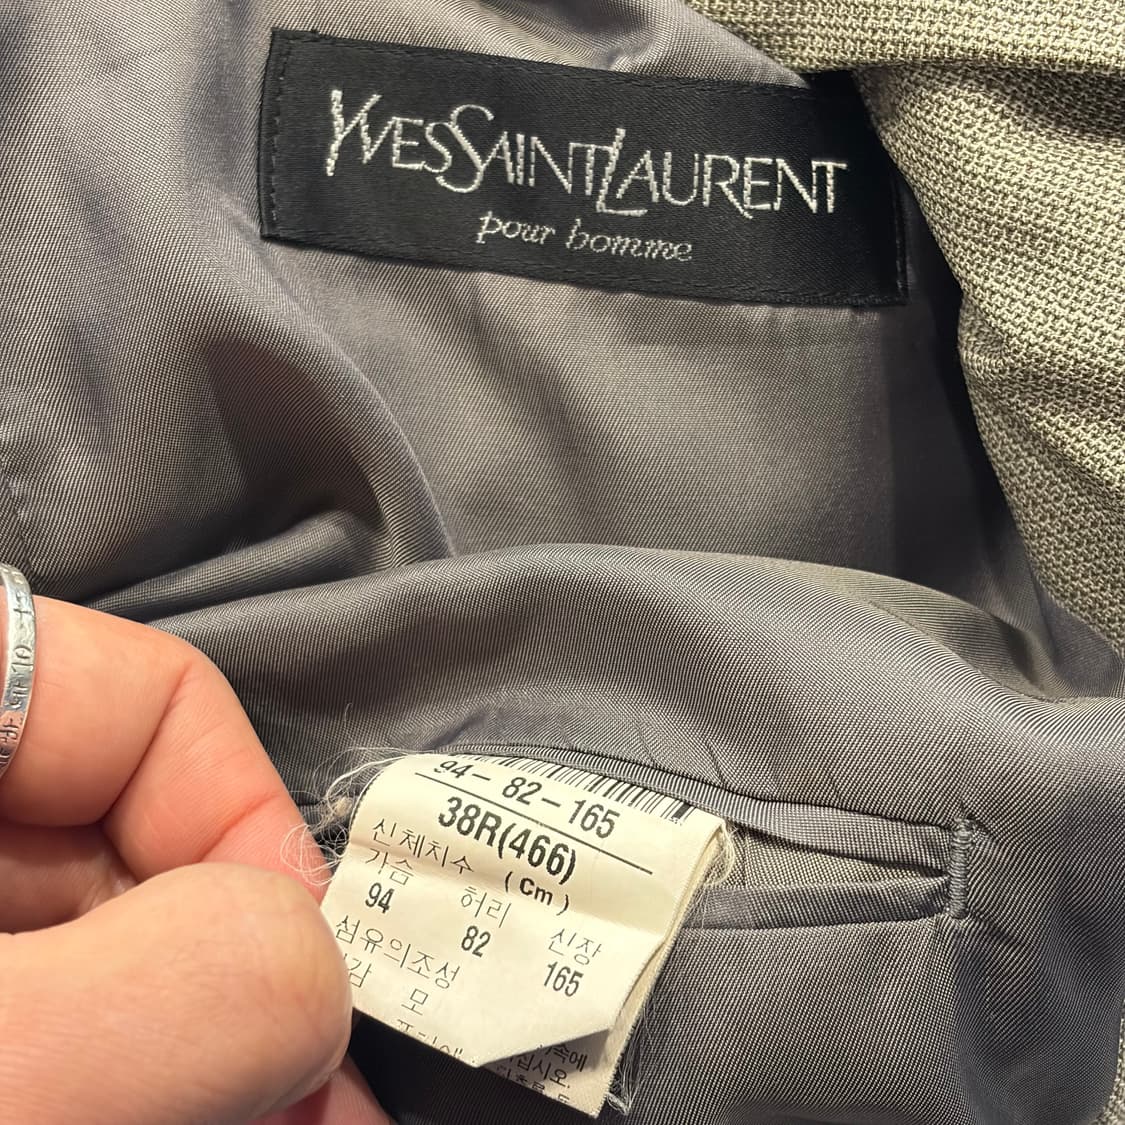 YVESSAINTLAURENT
pour homme
94-82-165
38R(466)
신체치수 (cm)
가슴 허리 신장
94 82 165
섬유의조성
모